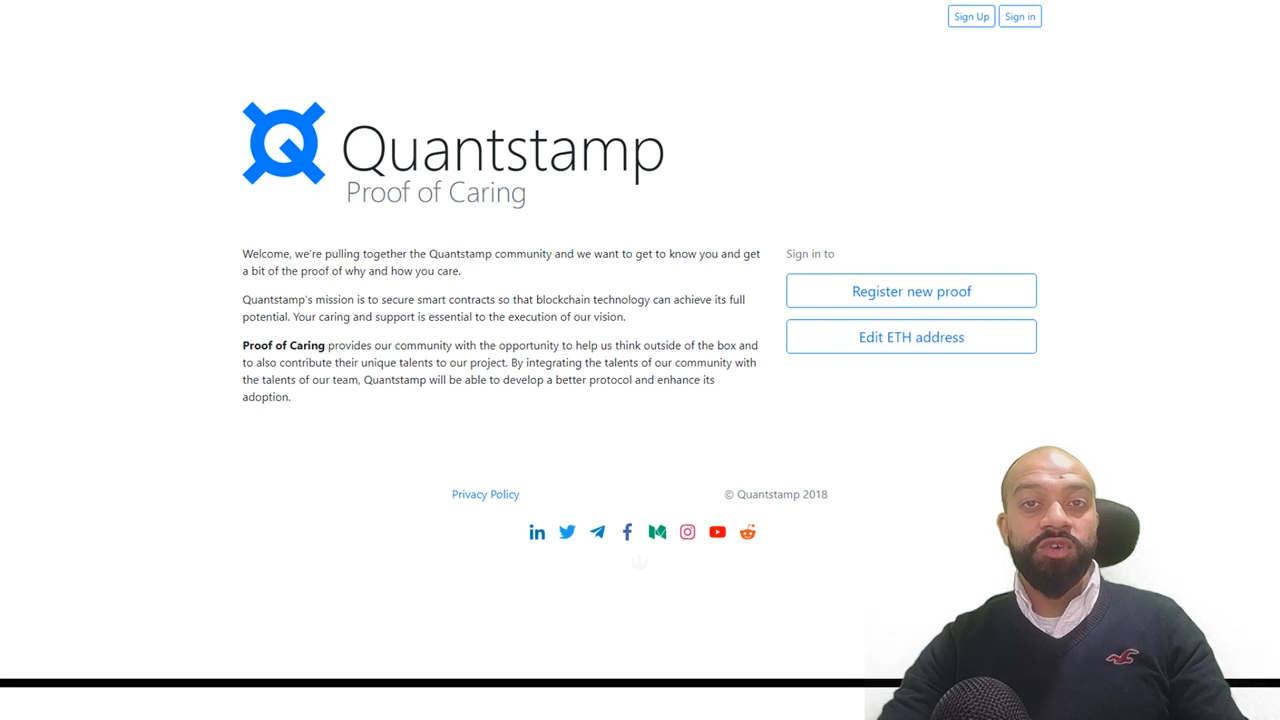 Sign Up
Sign in
Quantstamp
Proof of Caring
Welcome, we're pulling together the Quantstamp community and we want to get to know you and get
a bit of the proof of why and how you care.
Quantstamp's mission is to secure smart contracts so that blockchain technology can achieve its full
potential. Your caring and support is essential to the execution of our vision.
Proof of Caring provides our community with the opportunity to help us think outside of the box and
to also contribute their unique talents to our project. By integrating the talents of our community with
the talents of our team, Quantstamp will be able to develop a better protocol and enhance its
adoption.
Sign in to
Register new proof
Edit ETH address
Privacy Policy
© Quantstamp 2018